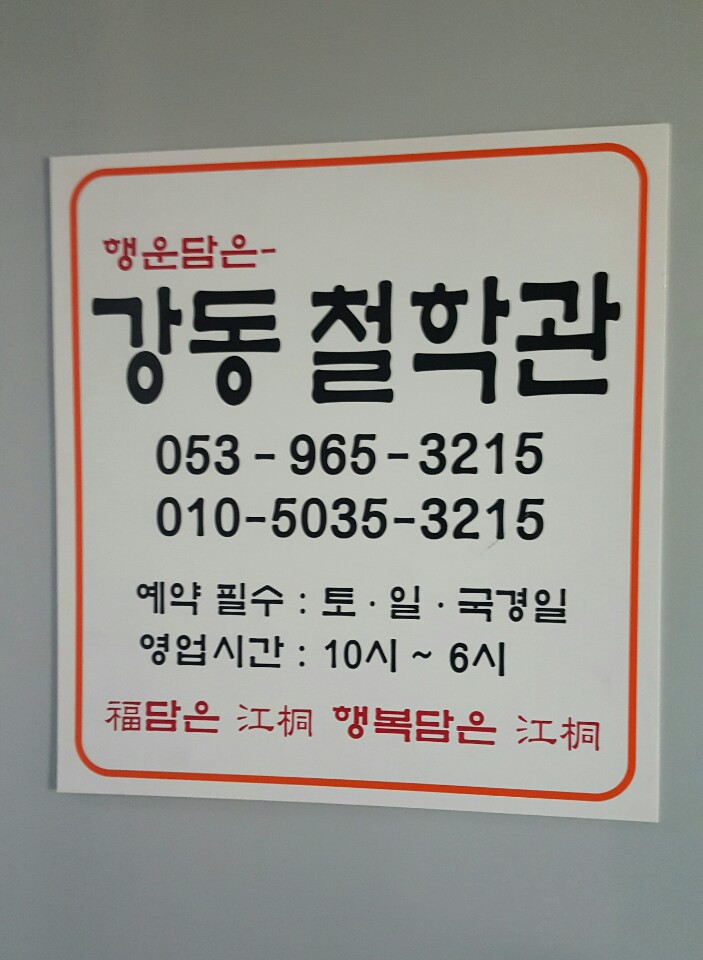 행운담은-
강동 철학관
053-965-3215
010-5035-3215
예약 필수 : 토·일·국경일
영업시간 : 10시 ~ 6시
福담은 江桐 행복담은 江桐